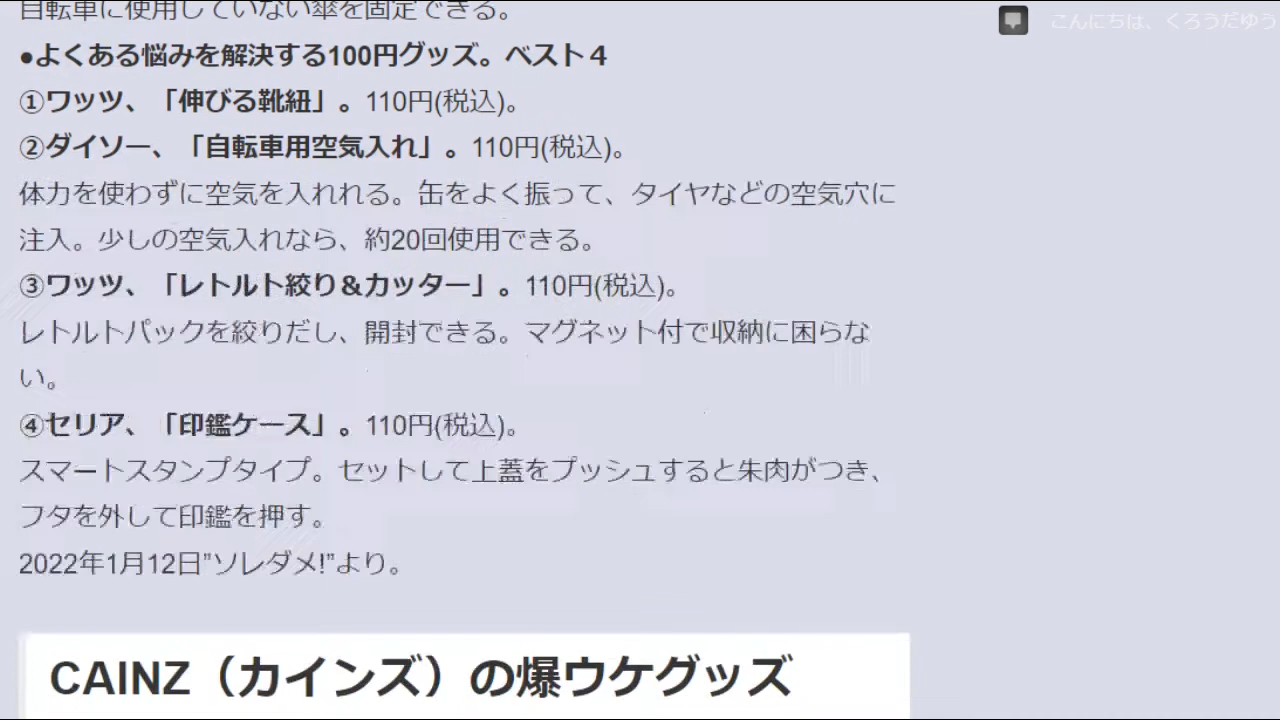 自転車に使用していない傘を固定できる。
こんにちは、くろうだゆう
●よくある悩みを解決する100円グッズ。ベスト４
①ワッツ、「伸びる靴紐」。110円(税込)。
②ダイソー、「自転車用空気入れ」。110円(税込)。
体力を使わずに空気を入れれる。缶をよく振って、タイヤなどの空気穴に
注入。少しの空気入れなら、約20回使用できる。
③ワッツ、「レトルト絞り＆カッター」。110円(税込)。
レトルトパックを絞りだし、開封できる。マグネット付で収納に困らな
い。
④セリア、「印鑑ケース」。110円(税込)。
スマートスタンプタイプ。セットして上蓋をプッシュすると朱肉がつき、
フタを外して印鑑を押す。
2022年1月12日”ソレダメ!”より。
CAINZ（カインズ）の爆ウケグッズ